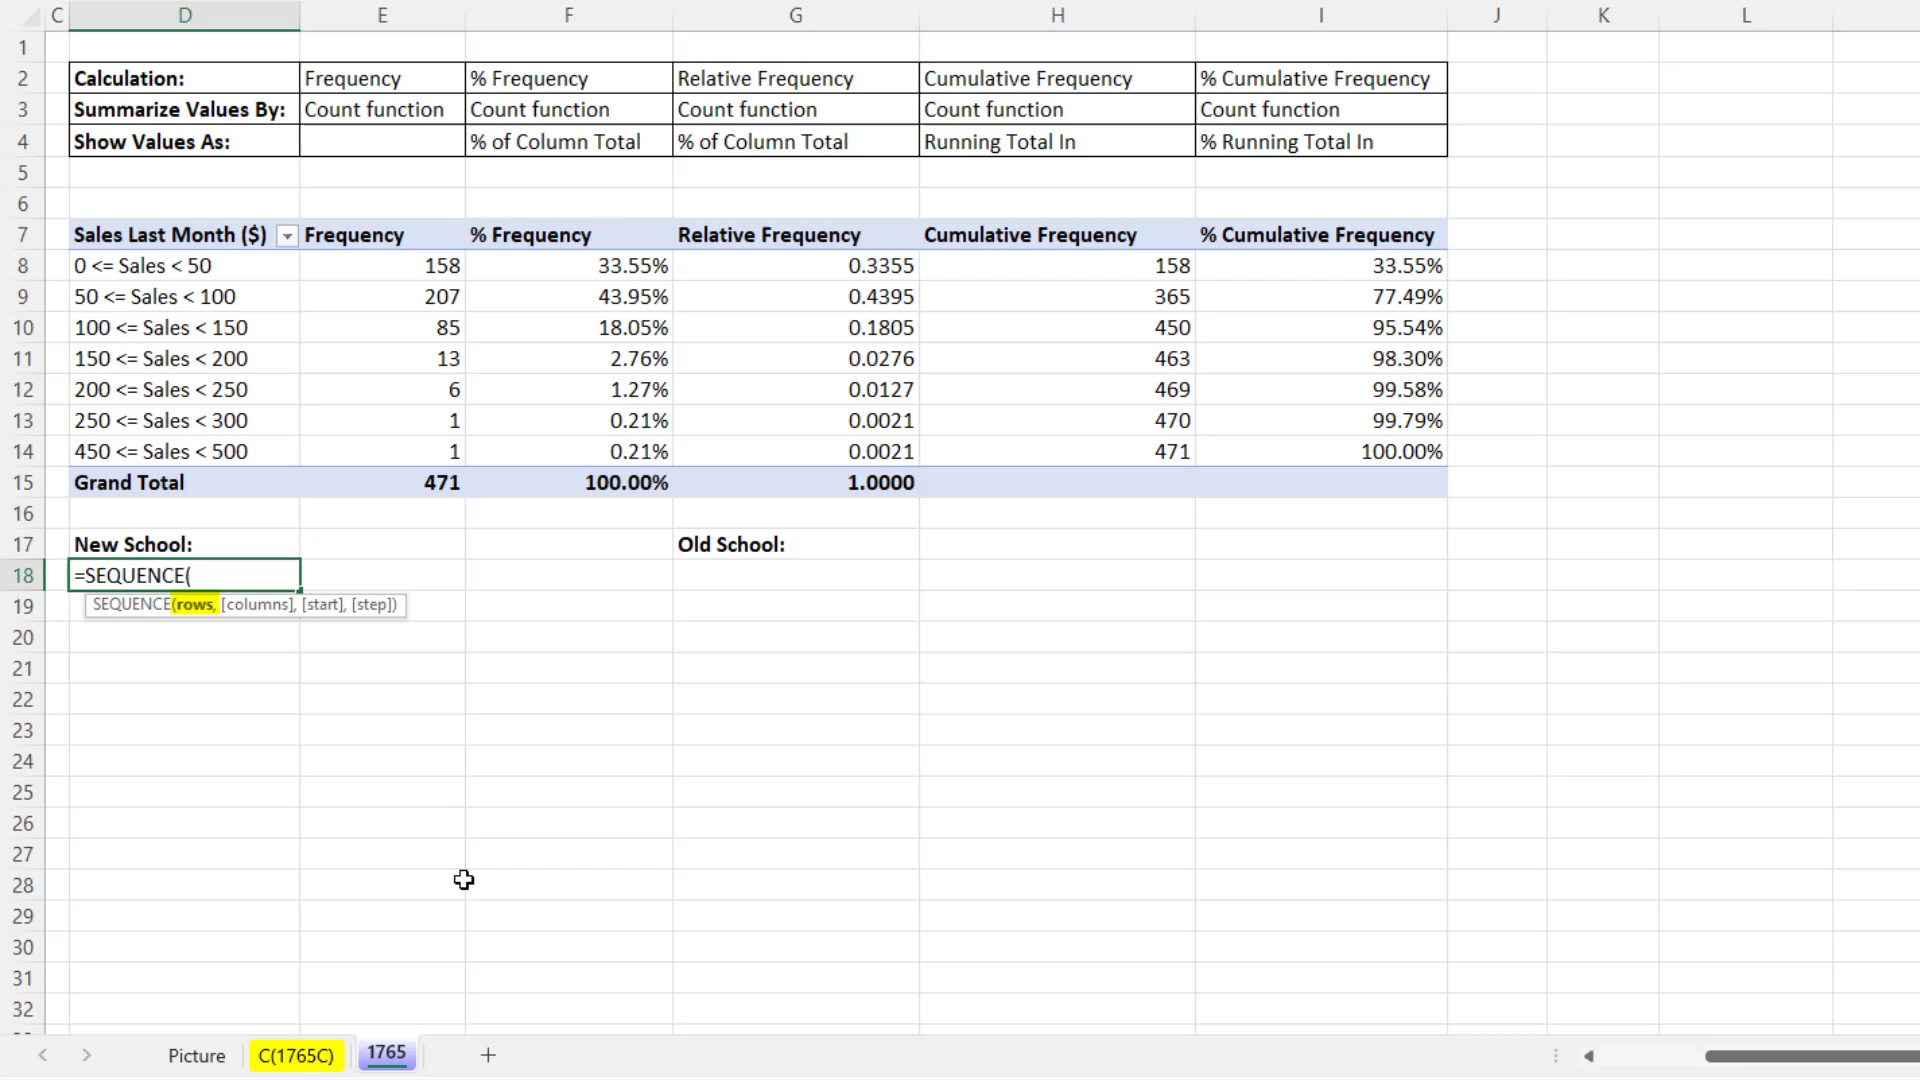 C D E F G H I J K L
1
2 Calculation: Frequency % Frequency Relative Frequency Cumulative Frequency % Cumulative Frequency
3 Summarize Values By: Count function Count function Count function Count function Count function
4 Show Values As: % of Column Total % of Column Total Running Total In % Running Total In
5
6
7 Sales Last Month ($) Frequency % Frequency Relative Frequency Cumulative Frequency % Cumulative Frequency
8 0 <= Sales < 50 158 33.55% 0.3355 158 33.55%
9 50 <= Sales < 100 207 43.95% 0.4395 365 77.49%
10 100 <= Sales < 150 85 18.05% 0.1805 450 95.54%
11 150 <= Sales < 200 13 2.76% 0.0276 463 98.30%
12 200 <= Sales < 250 6 1.27% 0.0127 469 99.58%
13 250 <= Sales < 300 1 0.21% 0.0021 470 99.79%
14 450 <= Sales < 500 1 0.21% 0.0021 471 100.00%
15 Grand Total 471 100.00% 1.0000
16
17 New School: Old School:
18 =SEQUENCE(
19 SEQUENCE(rows, [columns], [start], [step])
20
21
22
23
24
25
26
27
28
29
30
31
32
Picture C(1765C) 1765 +